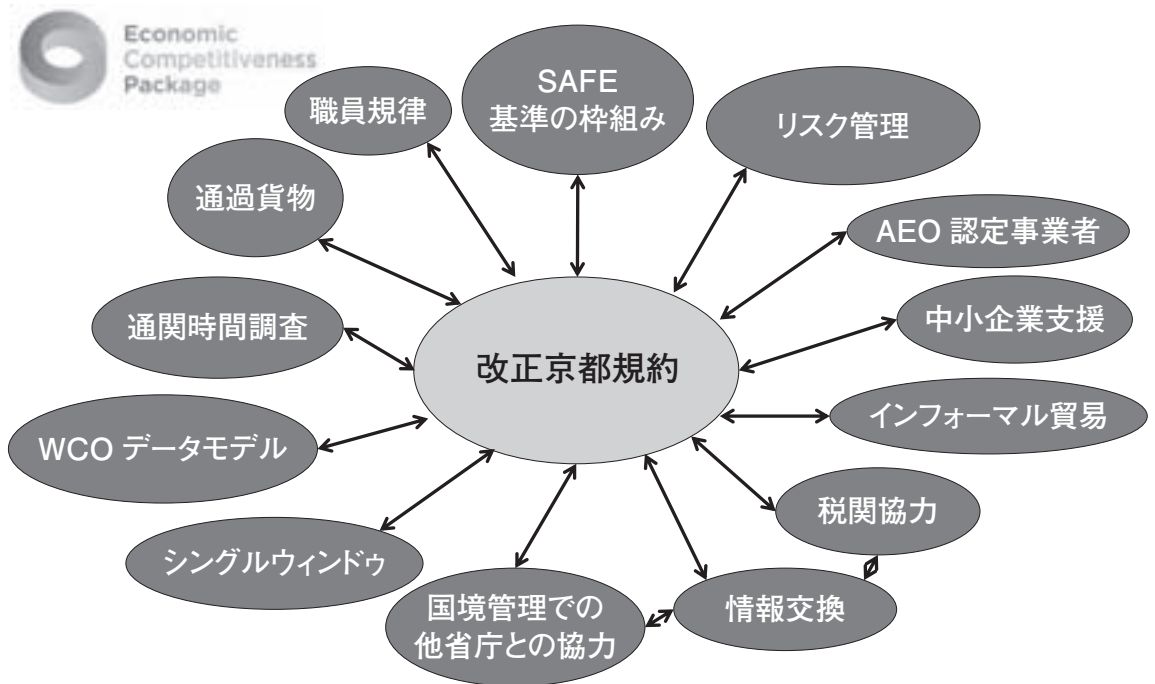 Economic
Competitiveness
Package
職員規律
SAFE
基準の枠組み
リスク管理
通過貨物
AEO 認定事業者
通関時間調査
中小企業支援
改正京都規約
インフォーマル貿易
WCO データモデル
税関協力
シングルウィンドゥ
国境管理での
他省庁との協力
情報交換